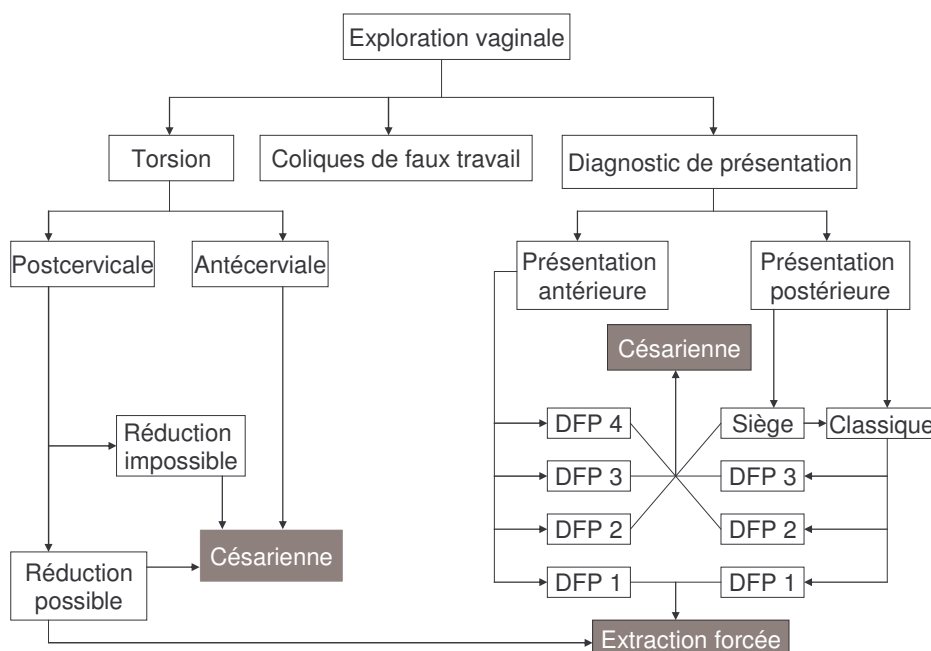 Exploration vaginale
Torsion
Coliques de faux travail
Diagnostic de présentation
Postcervicale
Antécerviale
Présentation
antérieure
Présentation
postérieure
Césarienne
DFP 4
Siège
Classique
Réduction
impossible
DFP 3
DFP 3
DFP 2
DFP 2
Césarienne
Réduction
possible
DFP 1
DFP 1
Extraction forcée